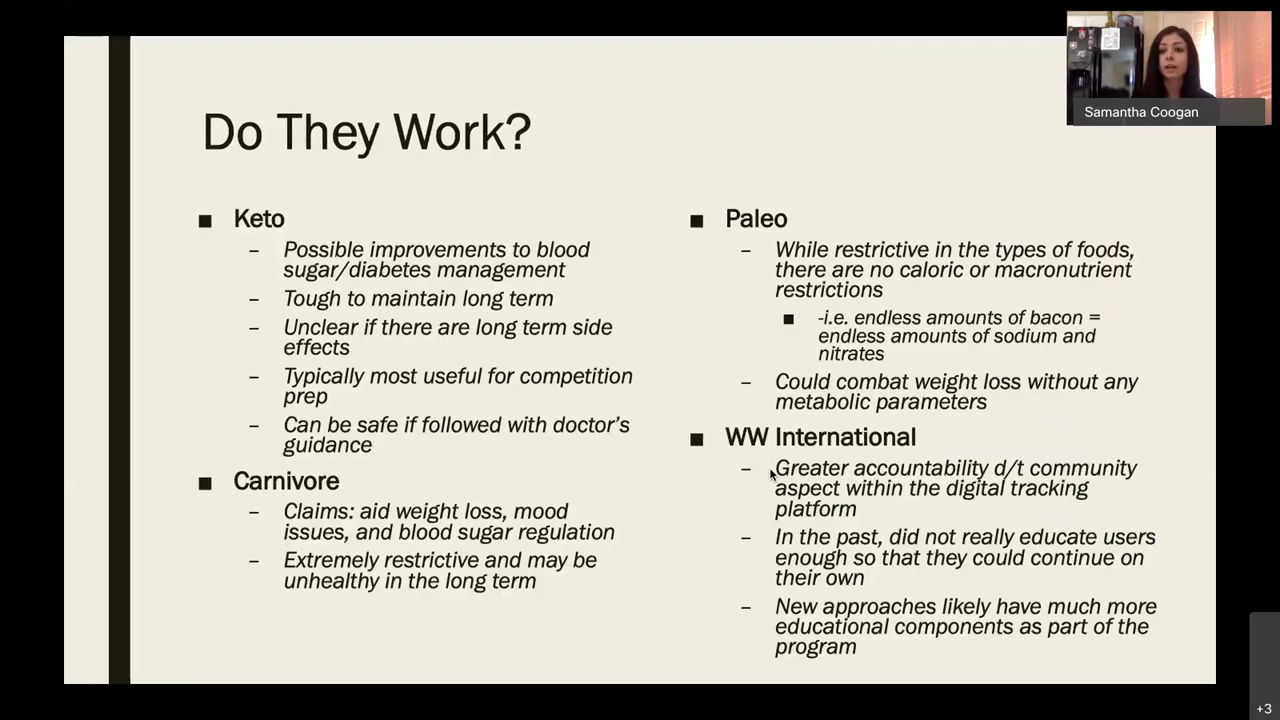 Do They Work?
■ Keto
– Possible improvements to blood
sugar/diabetes management
– Tough to maintain long term
– Unclear if there are long term side
effects
– Typically most useful for competition
prep
– Can be safe if followed with doctor's
guidance
■ Carnivore
– Claims: aid weight loss, mood
issues, and blood sugar regulation
– Extremely restrictive and may be
unhealthy in the long term
■ Paleo
– While restrictive in the types of foods,
there are no caloric or macronutrient
restrictions
■ -i.e. endless amounts of bacon =
endless amounts of sodium and
nitrates
– Could combat weight loss without any
metabolic parameters
■ WW International
– Greater accountability d/t community
aspect within the digital tracking
platform
– In the past, did not really educate users
enough so that they could continue on
their own
– New approaches likely have much more
educational components as part of the
program
Samantha Coogan
+3